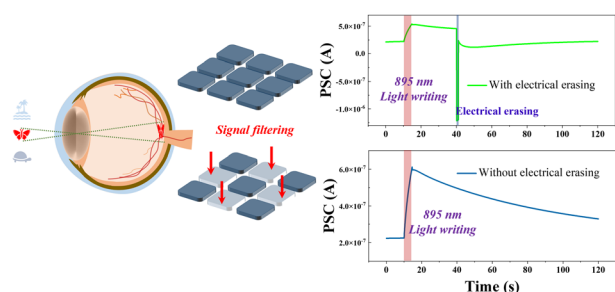 Signal filtering
PSC (A)
5.0×10⁻⁷
0.0
-5.0×10⁻⁷
-1.0×10⁻⁶
895 nm
Light writing
With electrical erasing
Electrical erasing
0 20 40 60 80 100 120
PSC (A)
6.0×10⁻⁷
4.0×10⁻⁷
2.0×10⁻⁷
Without electrical erasing
895 nm
Light writing
0 20 40 60 80 100 120
Time (s)